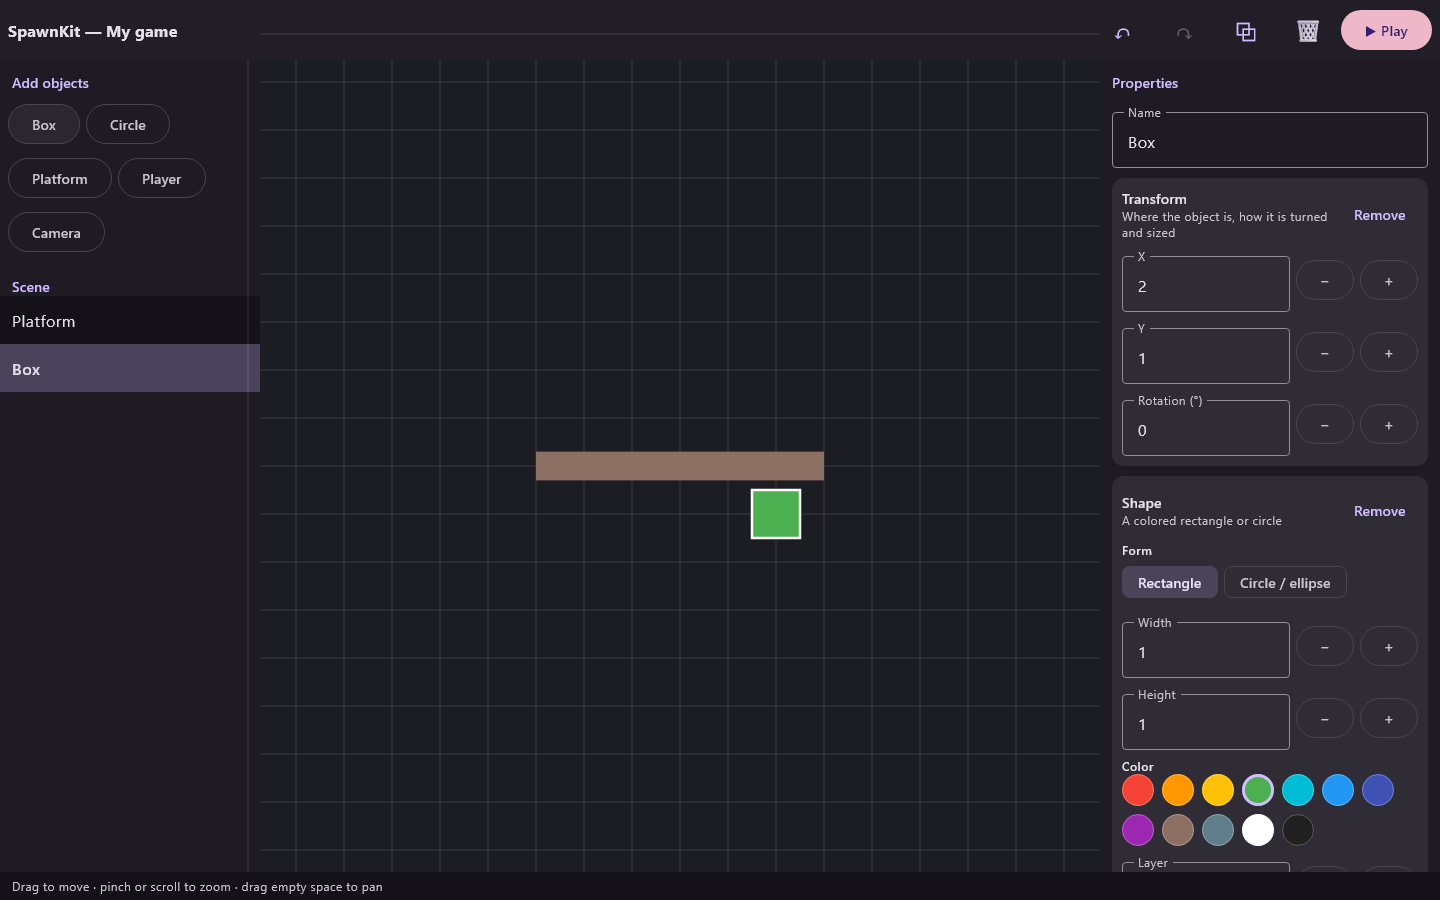 SpawnKit — My game
▶ Play
Add objects
Box
Circle
Platform
Player
Camera
Scene
Platform
Box
Properties
Name
Box
Transform
Where the object is, how it is turned
and sized
Remove
X
2
–
+
Y
1
–
+
Rotation (°)
0
–
+
Shape
A colored rectangle or circle
Remove
Form
Rectangle
Circle / ellipse
Width
1
–
+
Height
1
–
+
Color
Layer
Drag to move · pinch or scroll to zoom · drag empty space to pan